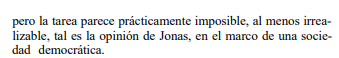 pero la tarea parece prácticamente imposible, al menos irrea-
lizable, tal es la opinión de Jonas, en el marco de una socie-
dad democrática.